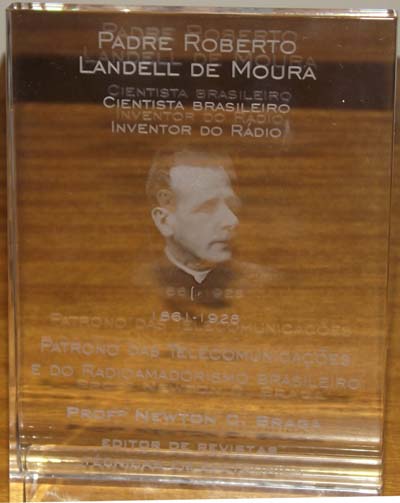 PADRE ROBERTO
LANDELL DE MOURA
CIENTISTA BRASILEIRO
INVENTOR DO RÁDIO
1861-1928
PATRONO DAS TELECOMUNICAÇÕES
E DO RADIOAMADORISMO BRASILEIRO
NEWTON C. BRAGA
EDITOR DE REVISTAS